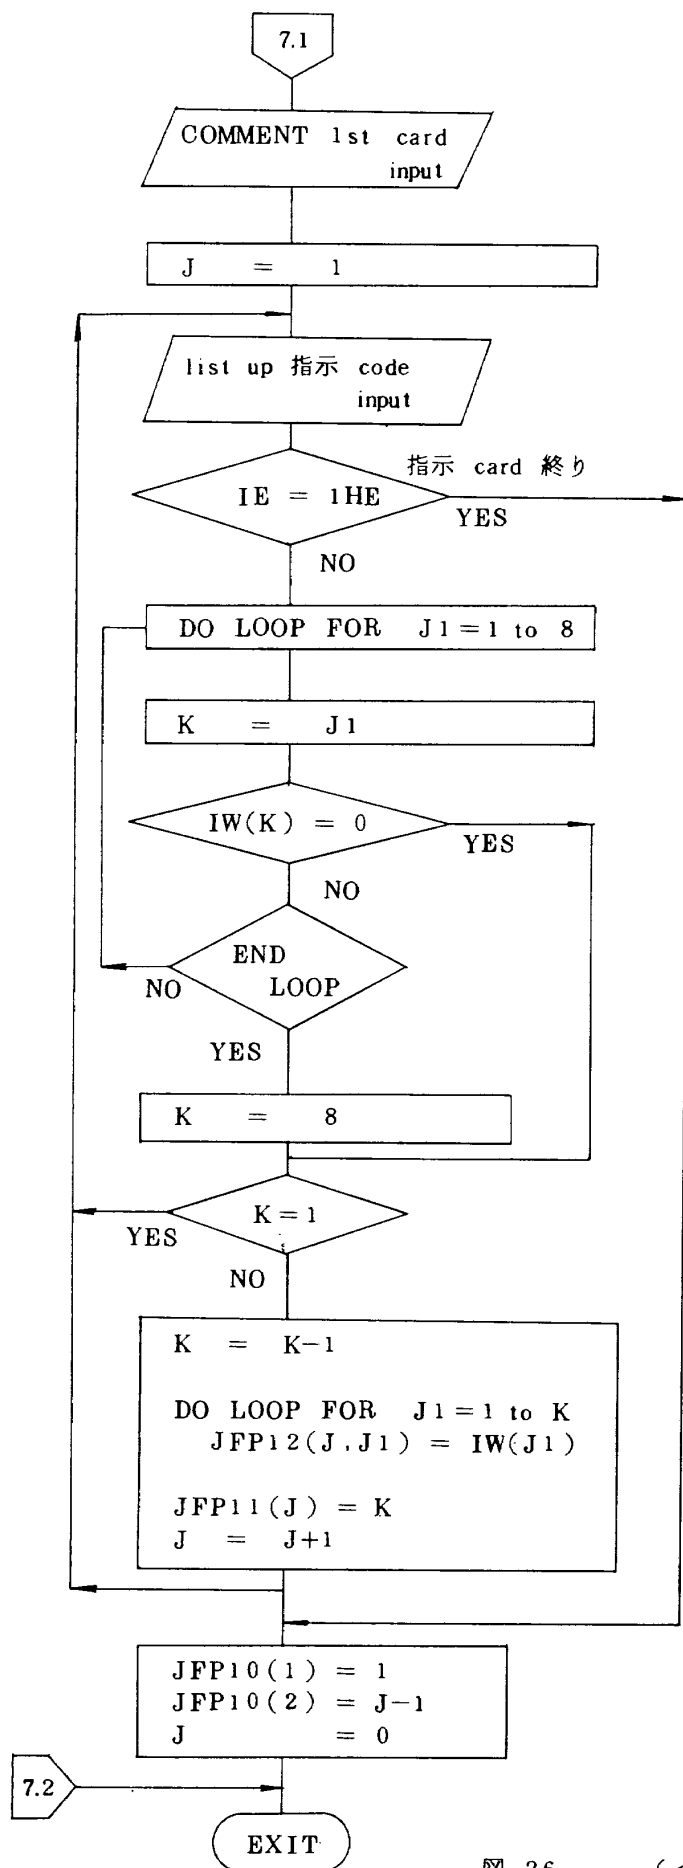 7.1
COMMENT 1st card
input
J = 1
list up 指示 code
input
指示 card 終り
IE = 1HE
YES
NO
DO LOOP FOR J1=1 to 8
K = J1
IW(K) = 0
YES
NO
END
LOOP
NO
YES
K = 8
K=1
YES
NO
K = K-1
DO LOOP FOR J1=1 to K
JFP12(J,J1) = IW(J1)
JFP11(J) = K
J = J+1
JFP10(1) = 1
JFP10(2) = J-1
J = 0
7.2
EXIT
図 26